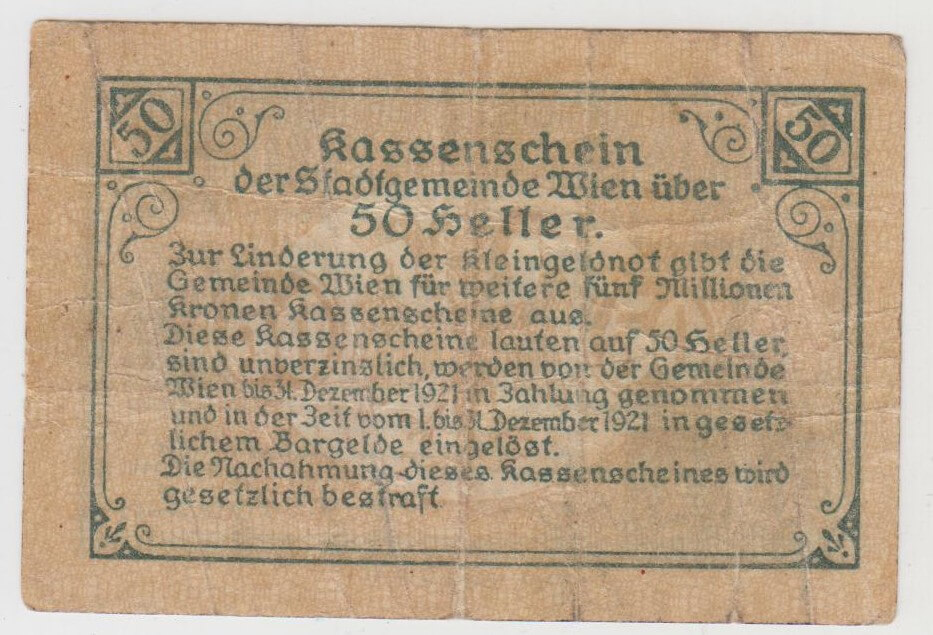 50 50
Kassenschein
der Stadtgemeinde Wien über
50 Heller.
Zur Linderung der Kleingeldnot gibt die
Gemeinde Wien für weitere fünf Millionen
Kronen Kassenscheine aus.
Diese Kassenscheine lauten auf 50 Heller,
sind unverzinslich, werden von der Gemeinde
Wien bis 31. Dezember 1921 in Zahlung genommen
und in der Zeit vom 1. bis 31. Dezember 1921 in gesetz-
lichem Bargelde eingelöst.
Die Nachahmung dieses Kassenscheines wird
gesetzlich bestraft.